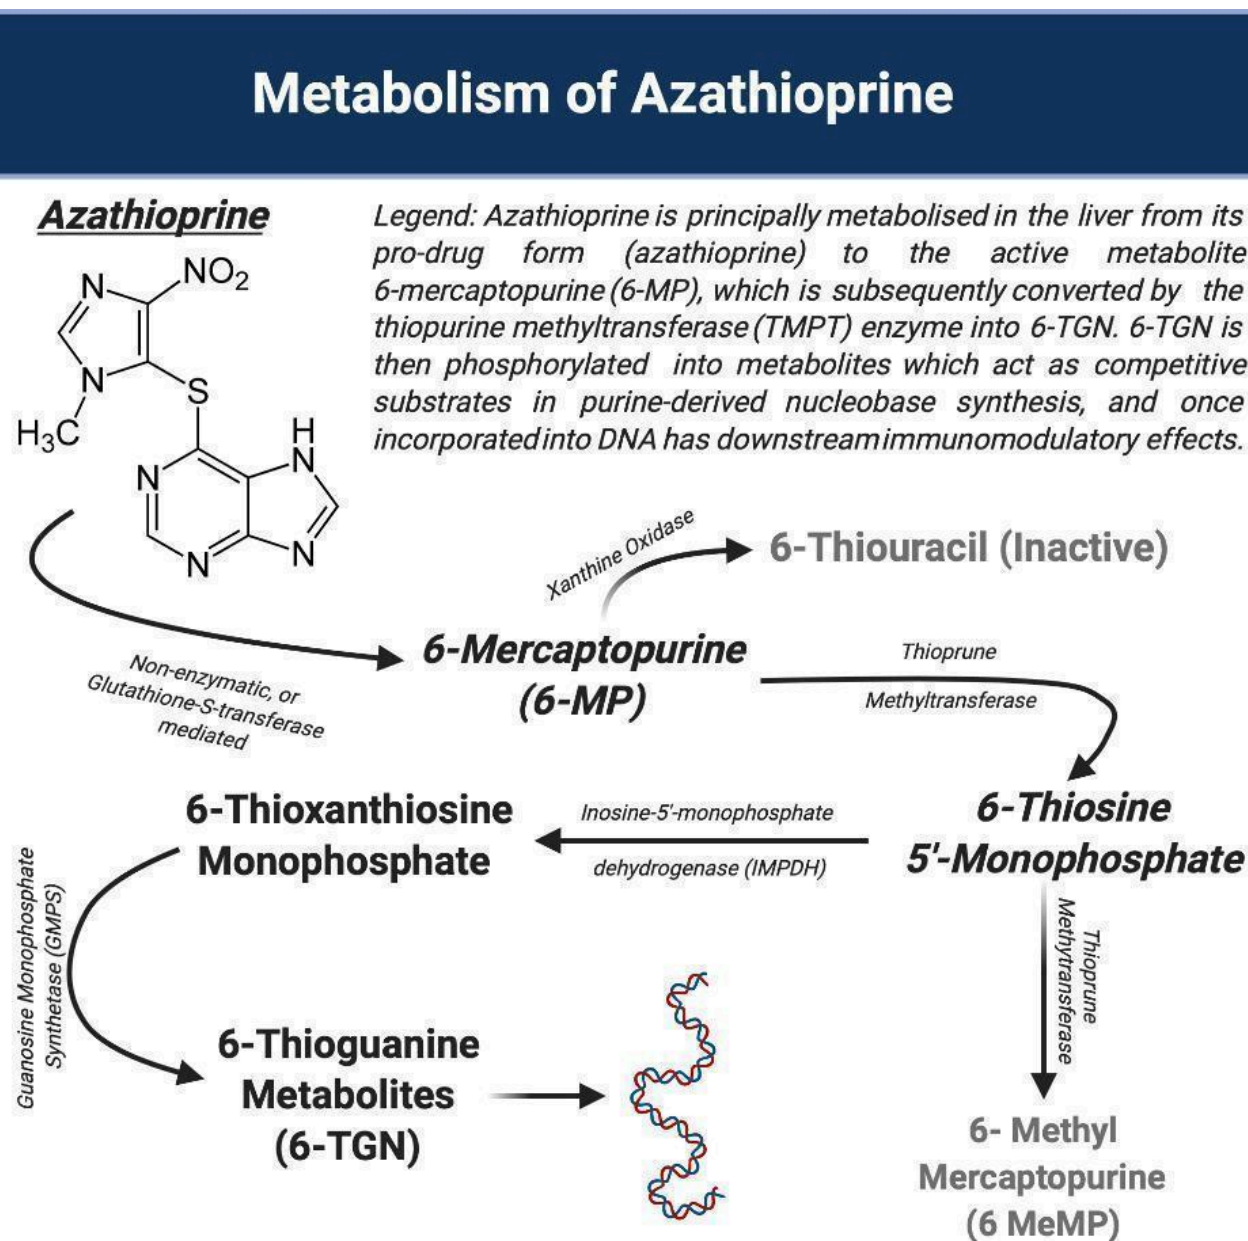 Metabolism of Azathioprine
Azathioprine
Legend: Azathioprine is principally metabolised in the liver from its
pro-drug form (azathioprine) to the active metabolite
6-mercaptopurine (6-MP), which is subsequently converted by the
thiopurine methyltransferase (TMPT) enzyme into 6-TGN. 6-TGN is
then phosphorylated into metabolites which act as competitive
substrates in purine-derived nucleobase synthesis, and once
incorporated into DNA has downstream immunomodulatory effects.
N
NO2
N
S
H3C
H
N
N
N
N
Xanthine Oxidase
6-Thiouracil (Inactive)
Non-enzymatic, or
Glutathione-S-transferase
mediated
6-Mercaptopurine
(6-MP)
Thioprune
Methyltransferase
6-Thiosine
5'-Monophosphate
Inosine-5'-monophosphate
dehydrogenase (IMPDH)
6-Thioxanthiosine
Monophosphate
Guanosine Monophosphate
Synthetase (GMPS)
6-Thioguanine
Metabolites
(6-TGN)
Thioprune
Methytransferase
6- Methyl
Mercaptopurine
(6 MeMP)